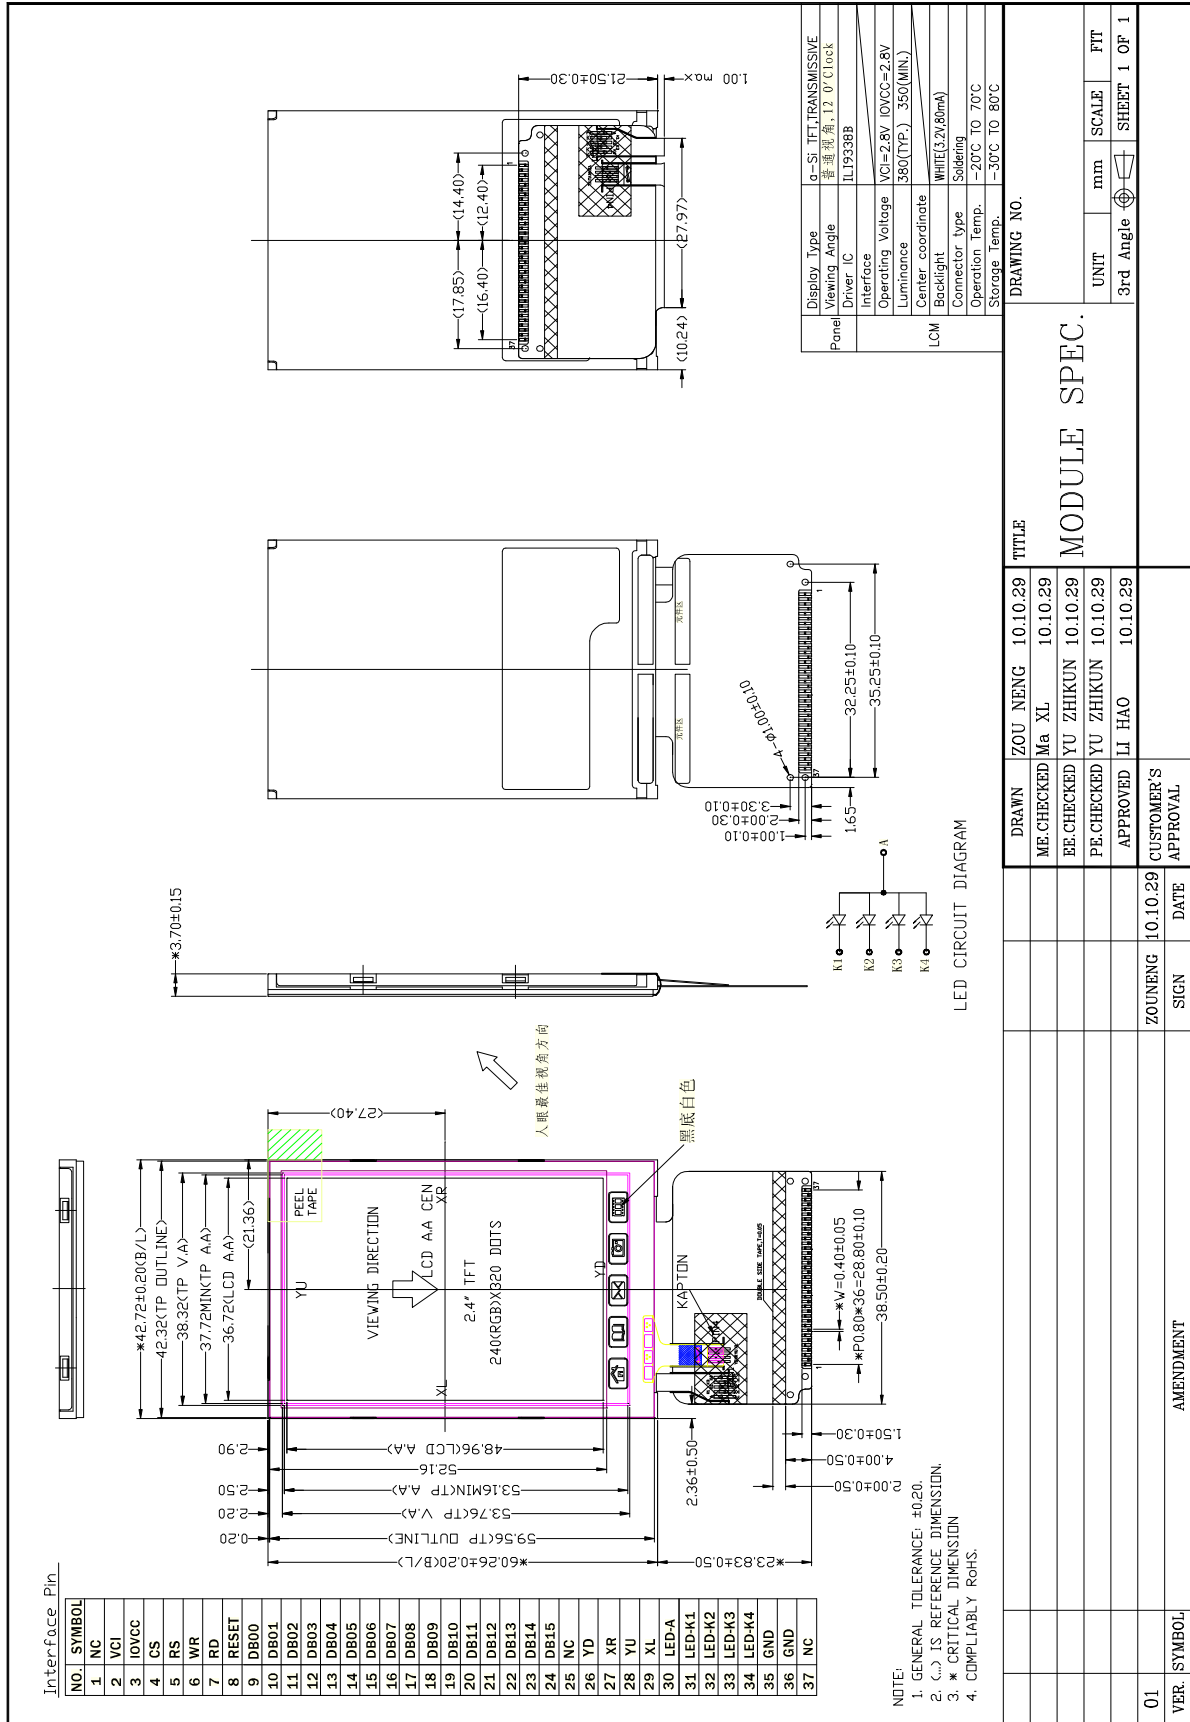 Interface Pin
NO. SYMBOL
1 NC
2 VCI
3 IOVCC
4 CS
5 RS
6 WR
7 RD
8 RESET
9 DB00
10 DB01
11 DB02
12 DB03
13 DB04
14 DB05
15 DB06
16 DB07
17 DB08
18 DB09
19 DB10
20 DB11
21 DB12
22 DB13
23 DB14
24 DB15
25 NC
26 YD
27 XR
28 YU
29 XL
30 LED-A
31 LED-K1
32 LED-K2
33 LED-K3
34 LED-K4
35 GND
36 GND
37 NC
NOTE:
1. GENERAL TOLERANCE: ±0.20.
2. (...) IS REFERENCE DIMENSION.
3. * CRITICAL DIMENSION
4. COMPLIABLY RoHS.
*42.72±0.20(B/L)
42.32(TP OUTLINE)
38.32(TP V.A)
37.72MIN(TP A.A)
36.72(LCD A.A)
(21.36)
2.90
2.50
2.20
0.20
48.96(LCD A.A)
52.16
53.16MIN(TP A.A)
53.76(TP V.A)
59.56(TP OUTLINE)
*60.26±0.20(B/L)
*23.83±0.50
(27.40)
PEEL
TAPE
YU
VIEWING DIRECTION
LCD A.A CEN
XR
XL
2.4" TFT
240(RGB)X320 DOTS
YD
KAPTON
黑底白色
人眼最佳视角方向
DOUBLE SIDE TAPE,T=0.05
2.36±0.50
1
37
*W=0.40±0.05
*P0.80*36=28.80±0.10
38.50±0.20
1.50±0.30
4.00±0.50
2.00±0.50
*3.70±0.15
K1
K2
K3
K4
A
LED CIRCUIT DIAGRAM
元件区
元件区
4-Ø1.00±0.10
3.30±0.10
2.00±0.30
1.00±0.10
1.65
37
1
32.25±0.10
35.25±0.10
21.50±0.30
1.00 max
(17.85)
(14.40)
(16.40)
(12.40)
37
1
(27.97)
(10.24)
Panel
Display Type a-Si TFT,TRANSMISSIVE
Viewing Angle 普通视角,12 O'Clock
Driver IC ILI9338B
LCM
Interface
Operating Voltage VCI=2.8V IOVCC=2.8V
Luminance 380(TYP.) 350(MIN.)
Center coordinate
Backlight WHITE(3.2V,80mA)
Connector type Soldering
Operation Temp. -20°C TO 70°C
Storage Temp. -30°C TO 80°C
DRAWN ZOU NENG 10.10.29
ME.CHECKED Ma XL 10.10.29
EE.CHECKED YU ZHIKUN 10.10.29
PE.CHECKED YU ZHIKUN 10.10.29
APPROVED LI HAO 10.10.29
CUSTOMER'S
APPROVAL
TITLE
MODULE SPEC.
DRAWING NO.
UNIT mm SCALE FIT
3rd Angle SHEET 1 OF 1
01 ZOUNENG 10.10.29
VER. SYMBOL AMENDMENT SIGN DATE